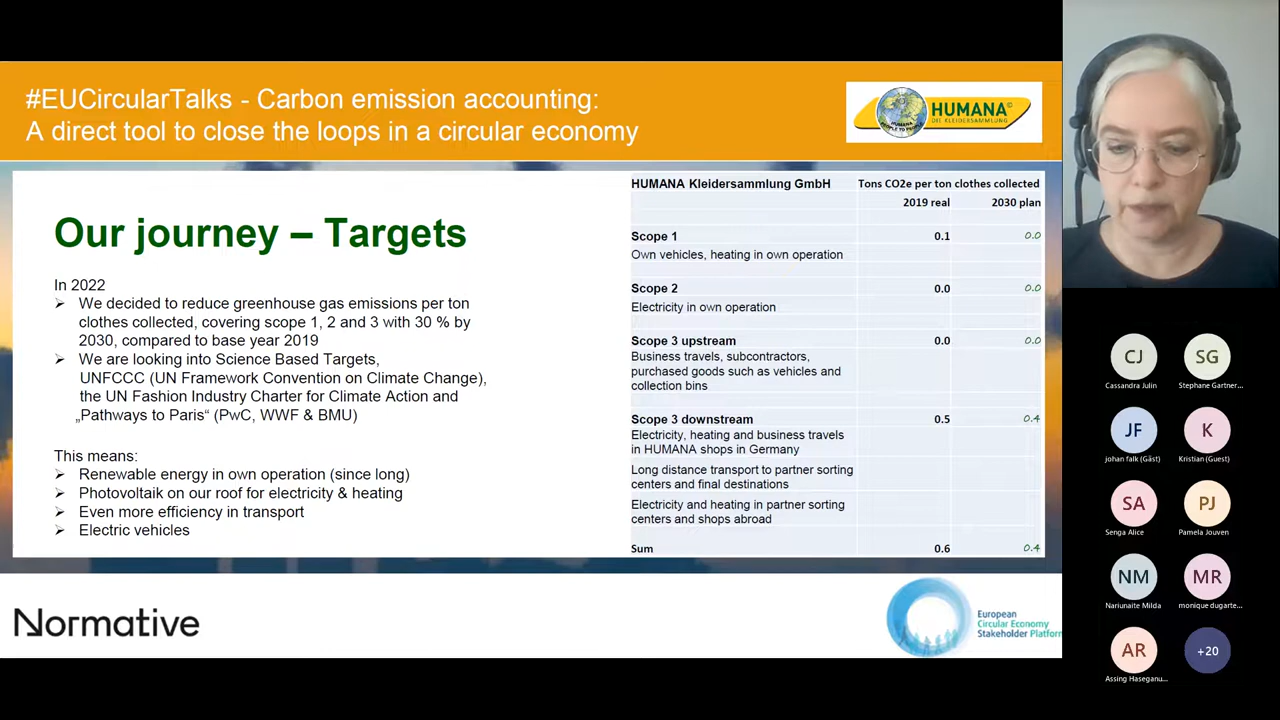 #EUCircularTalks - Carbon emission accounting:
A direct tool to close the loops in a circular economy
HUMANA©
DIE KLEIDERSAMMLUNG
HUMANA
PEOPLE TO PEOPLE
Our journey – Targets
In 2022
➢ We decided to reduce greenhouse gas emissions per ton
clothes collected, covering scope 1, 2 and 3 with 30 % by
2030, compared to base year 2019
➢ We are looking into Science Based Targets,
UNFCCC (UN Framework Convention on Climate Change),
the UN Fashion Industry Charter for Climate Action and
„Pathways to Paris“ (PwC, WWF & BMU)
This means:
➢ Renewable energy in own operation (since long)
➢ Photovoltaik on our roof for electricity & heating
➢ Even more efficiency in transport
➢ Electric vehicles
HUMANA Kleidersammlung GmbH Tons CO2e per ton clothes collected
2019 real 2030 plan
Scope 1 0.1 0.0
Own vehicles, heating in own operation
Scope 2 0.0 0.0
Electricity in own operation
Scope 3 upstream 0.0 0.0
Business travels, subcontractors,
purchased goods such as vehicles and
collection bins
Scope 3 downstream 0.5 0.4
Electricity, heating and business travels
in HUMANA shops in Germany
Long distance transport to partner sorting
centers and final destinations
Electricity and heating in partner sorting
centers and shops abroad
Sum 0.6 0.4
Normative
European
Circular Economy
Stakeholder Platform
CJ SG
Cassandra Julin Stephane Gartner...
JF K
johan falk (Gäst) Kristian (Guest)
SA PJ
Senga Alice Pamela Jouven
NM MR
Nariunaite Milda monique dugarte...
AR +20
Assing Haseganu...